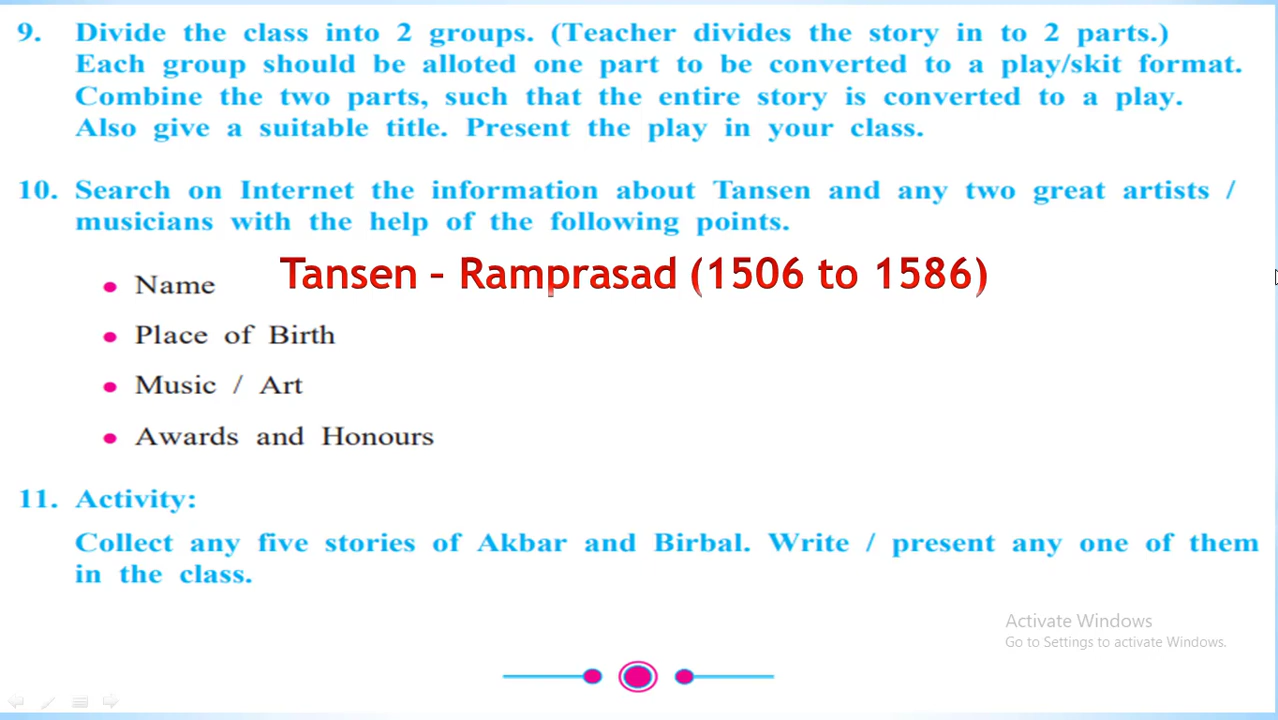 9. Divide the class into 2 groups. (Teacher divides the story in to 2 parts.)
Each group should be alloted one part to be converted to a play/skit format.
Combine the two parts, such that the entire story is converted to a play.
Also give a suitable title. Present the play in your class.
10. Search on Internet the information about Tansen and any two great artists /
musicians with the help of the following points.
• Name
Tansen - Ramprasad (1506 to 1586)
• Place of Birth
• Music / Art
• Awards and Honours
11. Activity:
Collect any five stories of Akbar and Birbal. Write / present any one of them
in the class.
Activate Windows
Go to Settings to activate Windows.